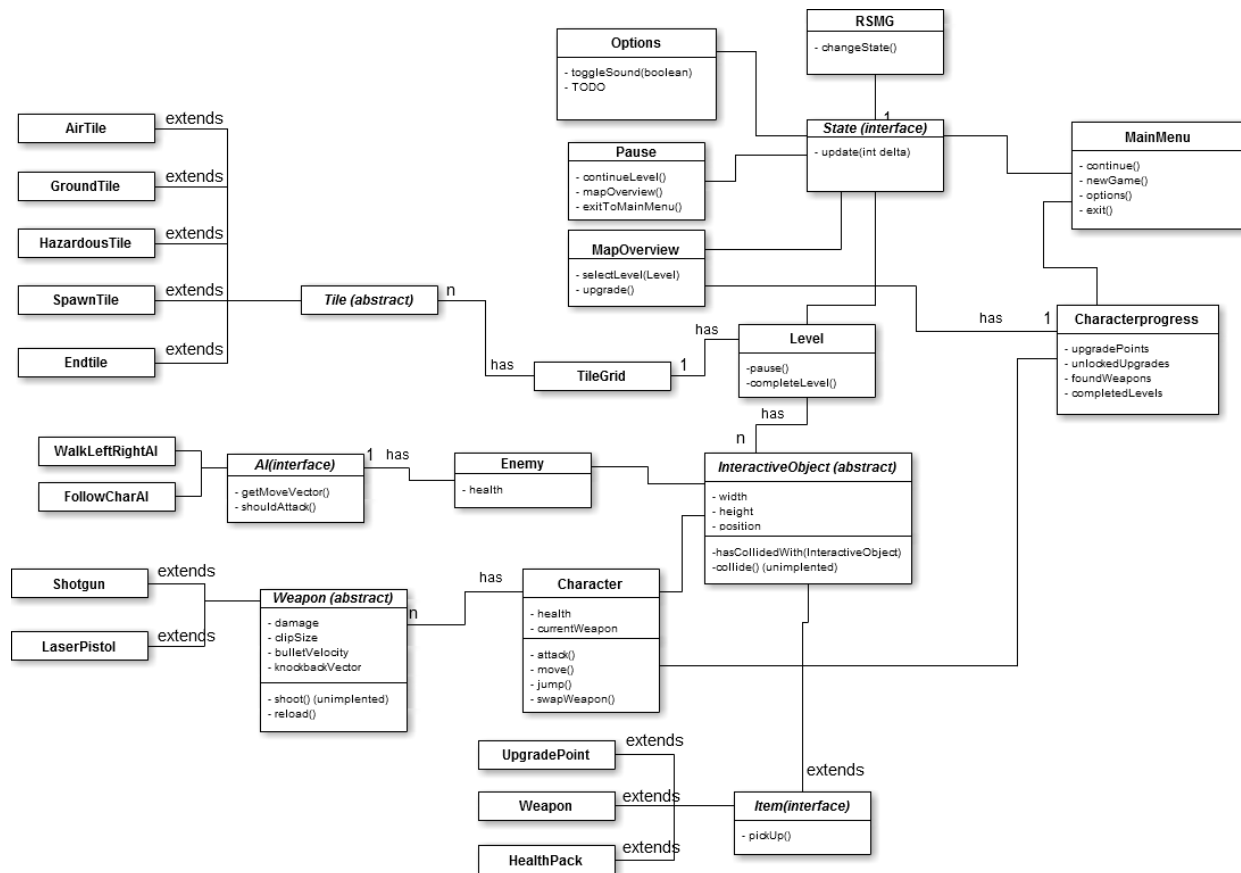 RSMG
- changeState()
Options
- toggleSound(boolean)
- TODO
1
State (interface)
- update(int delta)
MainMenu
- continue()
- newGame()
- options()
- exit()
Pause
- continueLevel()
- mapOverview()
- exitToMainMenu()
MapOverview
- selectLevel(Level)
- upgrade()
has
1
Characterprogress
- upgradePoints
- unlockedUpgrades
- foundWeapons
- completedLevels
AirTile
extends
GroundTile
extends
HazardousTile
extends
SpawnTile
extends
Endtile
extends
Tile (abstract)
n
has
TileGrid
1
has
Level
-pause()
-completeLevel()
has
n
WalkLeftRightAI
FollowCharAI
AI(interface)
- getMoveVector()
- shouldAttack()
1
has
Enemy
- health
InteractiveObject (abstract)
- width
- height
- position
-hasCollidedWith(InteractiveObject)
-collide() (unimplented)
Shotgun
extends
LaserPistol
extends
Weapon (abstract)
- damage
- clipSize
- bulletVelocity
- knockbackVector
- shoot() (unimplented)
- reload()
n
has
Character
- health
- currentWeapon
- attack()
- move()
- jump()
- swapWeapon()
UpgradePoint
extends
Weapon
extends
HealthPack
extends
extends
Item(interface)
- pickUp()